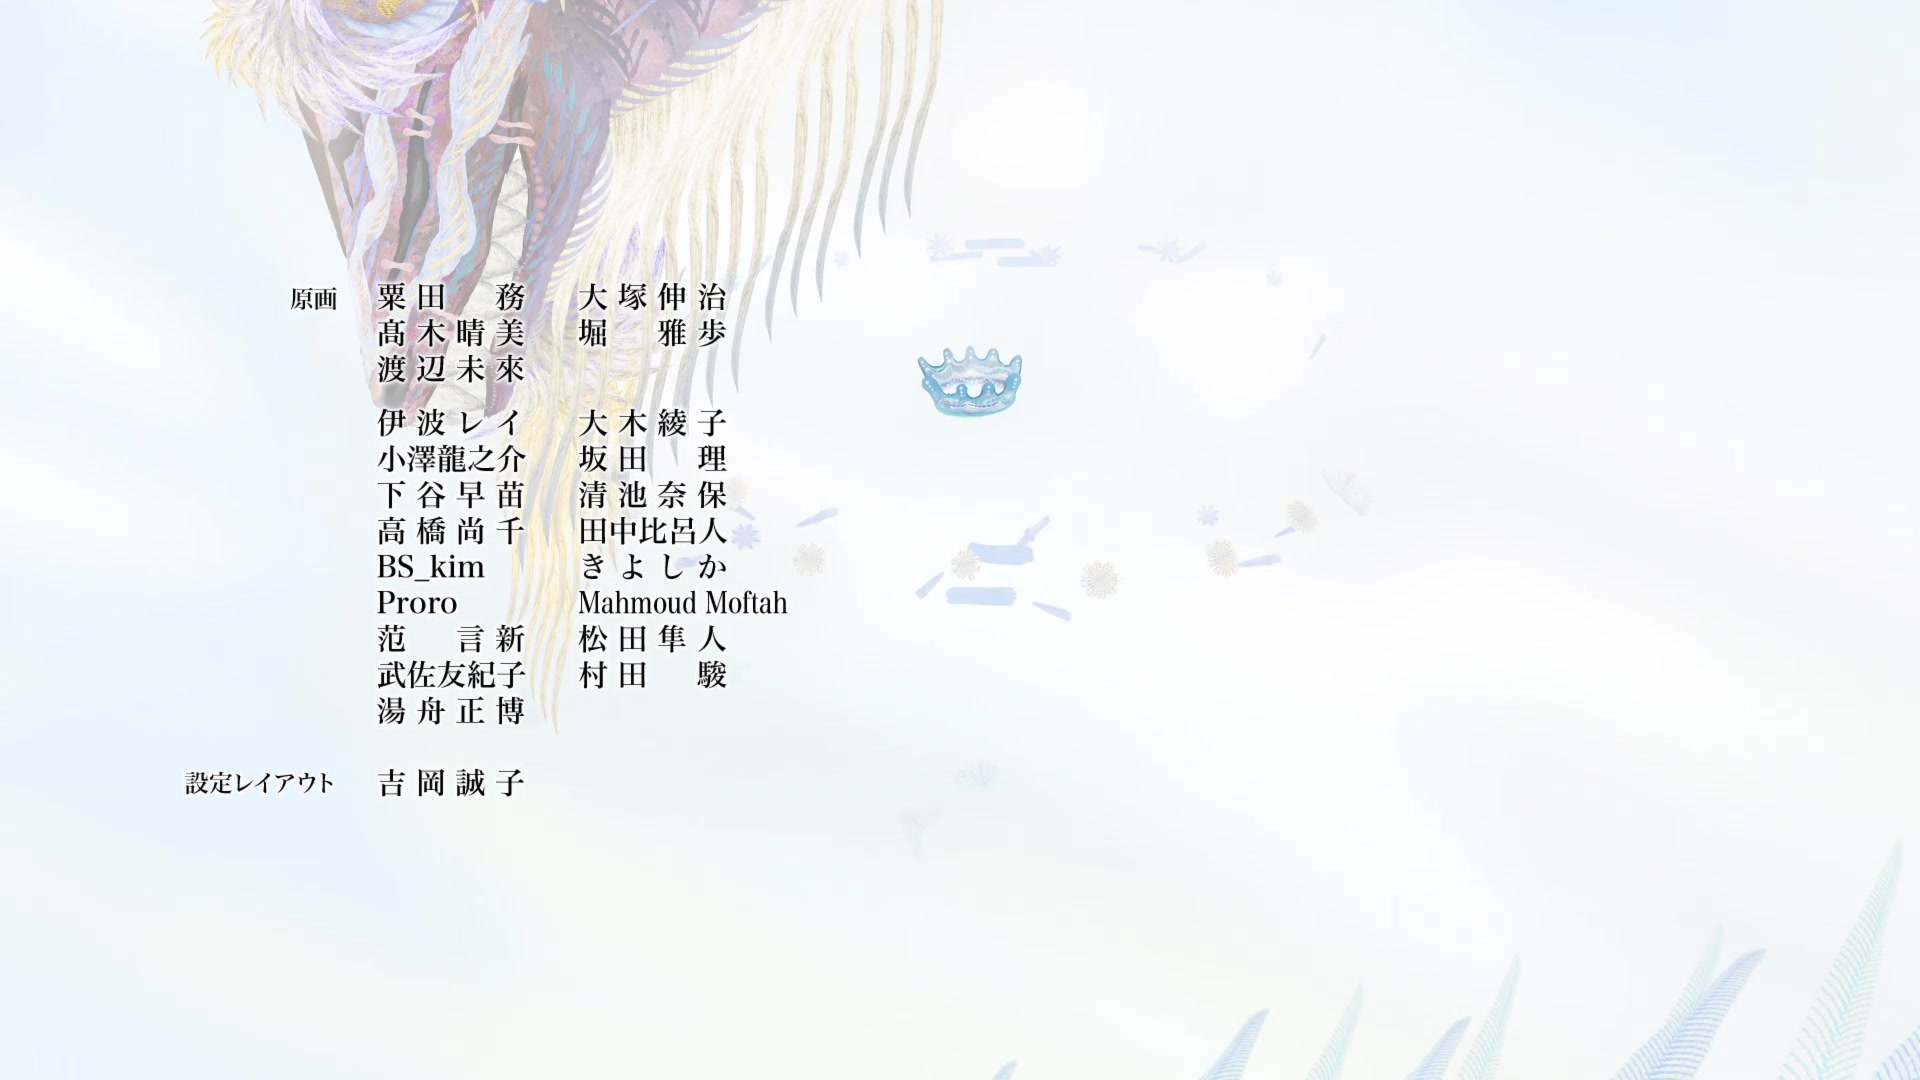 原画 粟田 務 大塚伸治
髙木晴美 堀 雅歩
渡辺未來
伊波レイ 大木綾子
小澤龍之介 坂田 理
下谷早苗 清池奈保
高橋尚千 田中比呂人
BS_kim きよしか
Proro Mahmoud Moftah
范 言新 松田隼人
武佐友紀子 村田 駿
湯舟正博
設定レイアウト 吉岡誠子